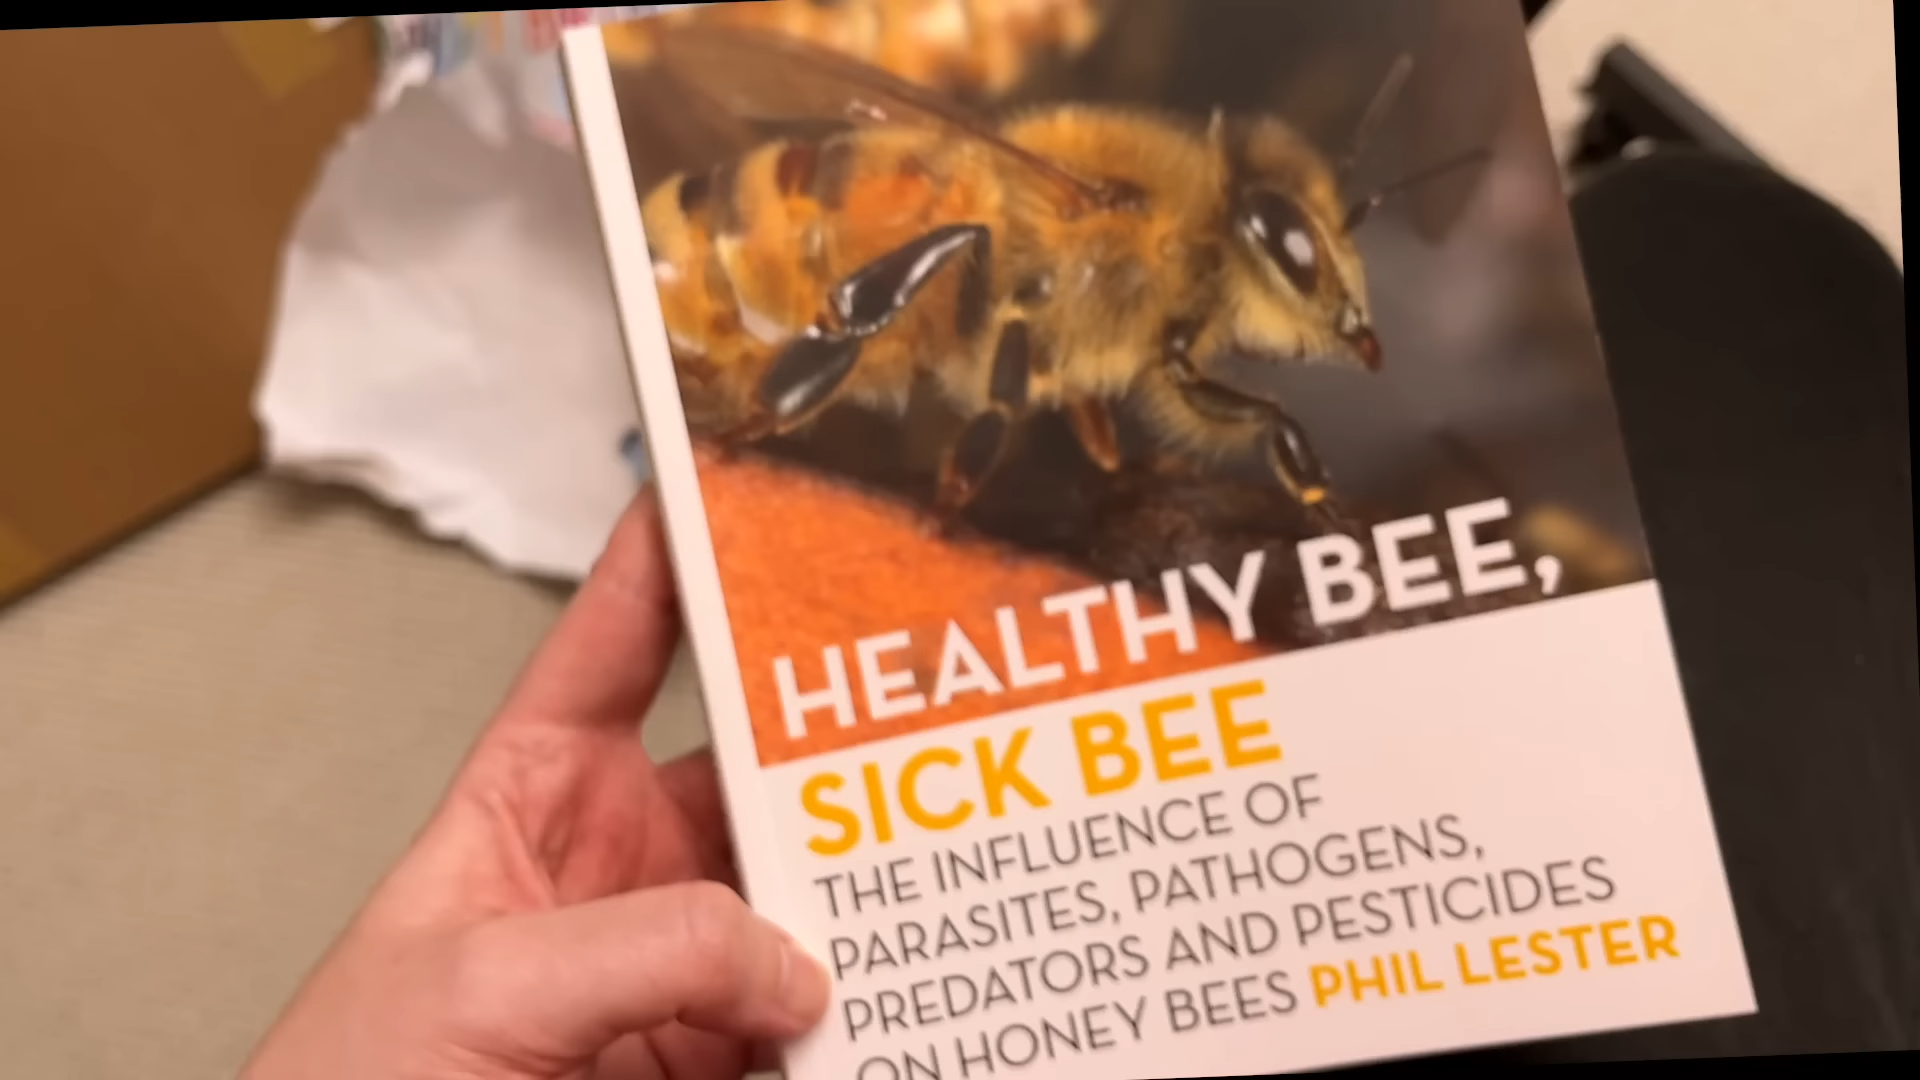 HEALTHY BEE,
SICK BEE
THE INFLUENCE OF
PARASITES, PATHOGENS,
PREDATORS AND PESTICIDES
ON HONEY BEES PHIL LESTER